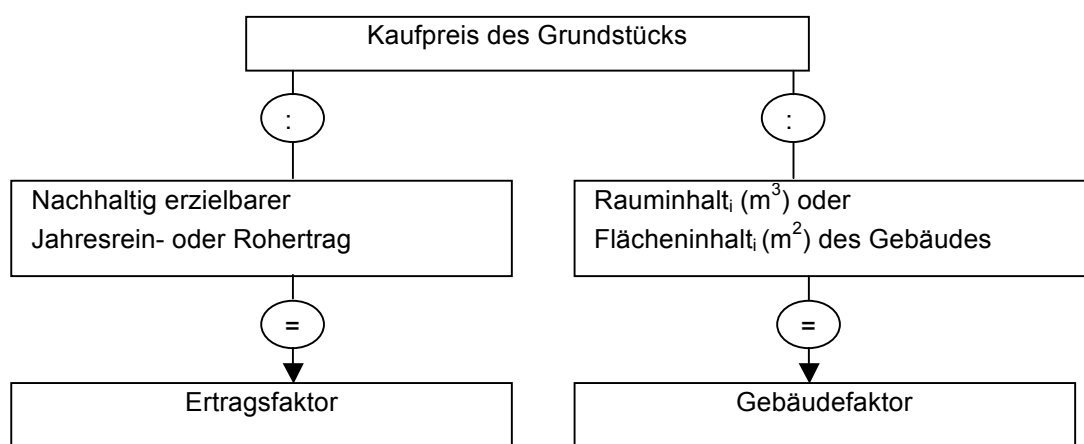 Kaufpreis des Grundstücks
:
:
Nachhaltig erzielbarer
Jahresrein- oder Rohertrag
Rauminhaltᵢ (m³) oder
Flächeninhaltᵢ (m²) des Gebäudes
=
=
Ertragsfaktor
Gebäudefaktor